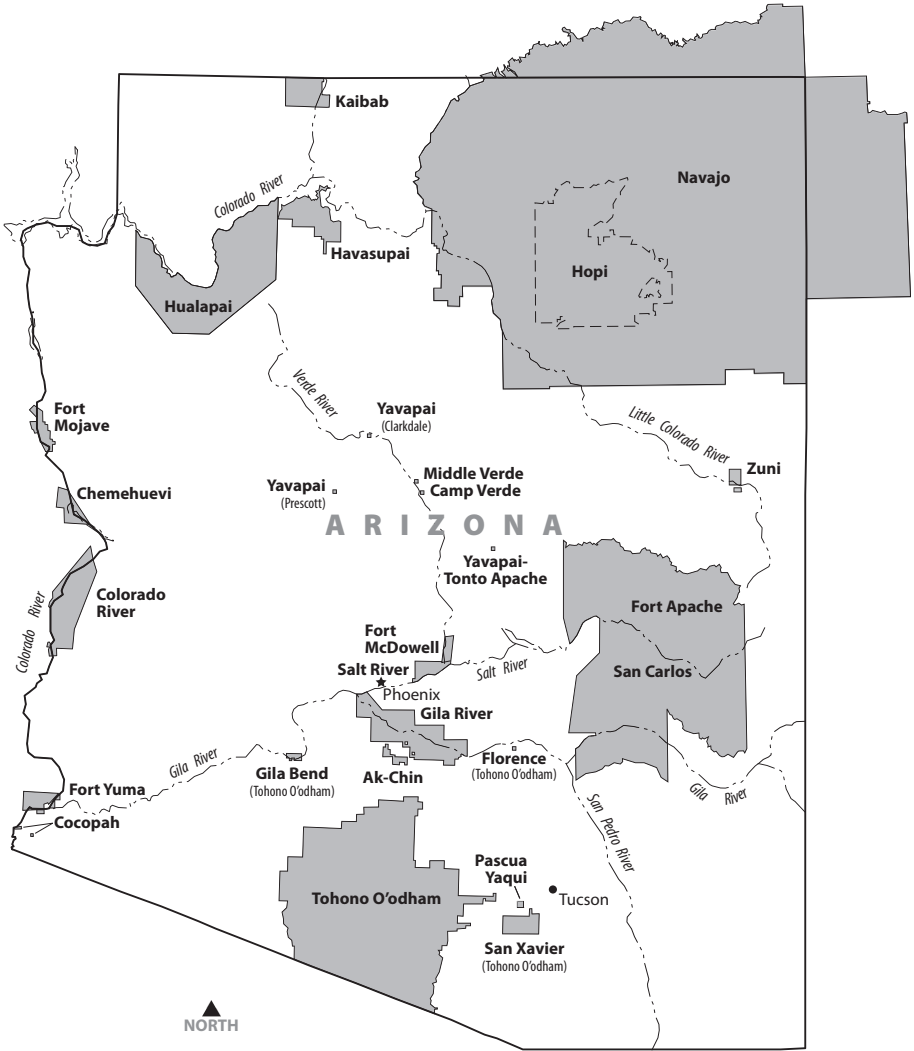 Kaibab
Navajo
Colorado River
Havasupai
Hopi
Hualapai
Verde River
Fort
Mojave
Yavapai
(Clarkdale)
Little Colorado River
Zuni
Middle Verde
Camp Verde
Yavapai
(Prescott)
Chemehuevi
ARIZONA
Yavapai-
Tonto Apache
Colorado
River
Colorado River
Fort Apache
Fort
McDowell
Salt River
Salt River
San Carlos
Phoenix
Gila River
Gila River
Gila Bend
(Tohono O’odham)
Ak-Chin
Florence
(Tohono O’odham)
Gila River
Fort Yuma
Cocopah
San Pedro River
Pascua
Yaqui
Tohono O’odham
Tucson
San Xavier
(Tohono O’odham)
NORTH